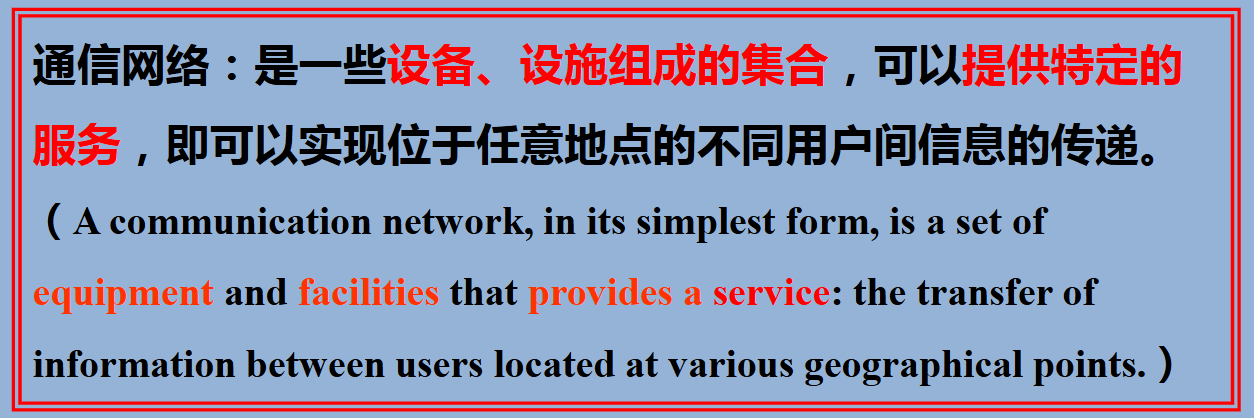 通信网络：是一些设备、设施组成的集合，可以提供特定的
服务，即可以实现位于任意地点的不同用户间信息的传递。
（A communication network, in its simplest form, is a set of
equipment and facilities that provides a service: the transfer of
information between users located at various geographical points.）